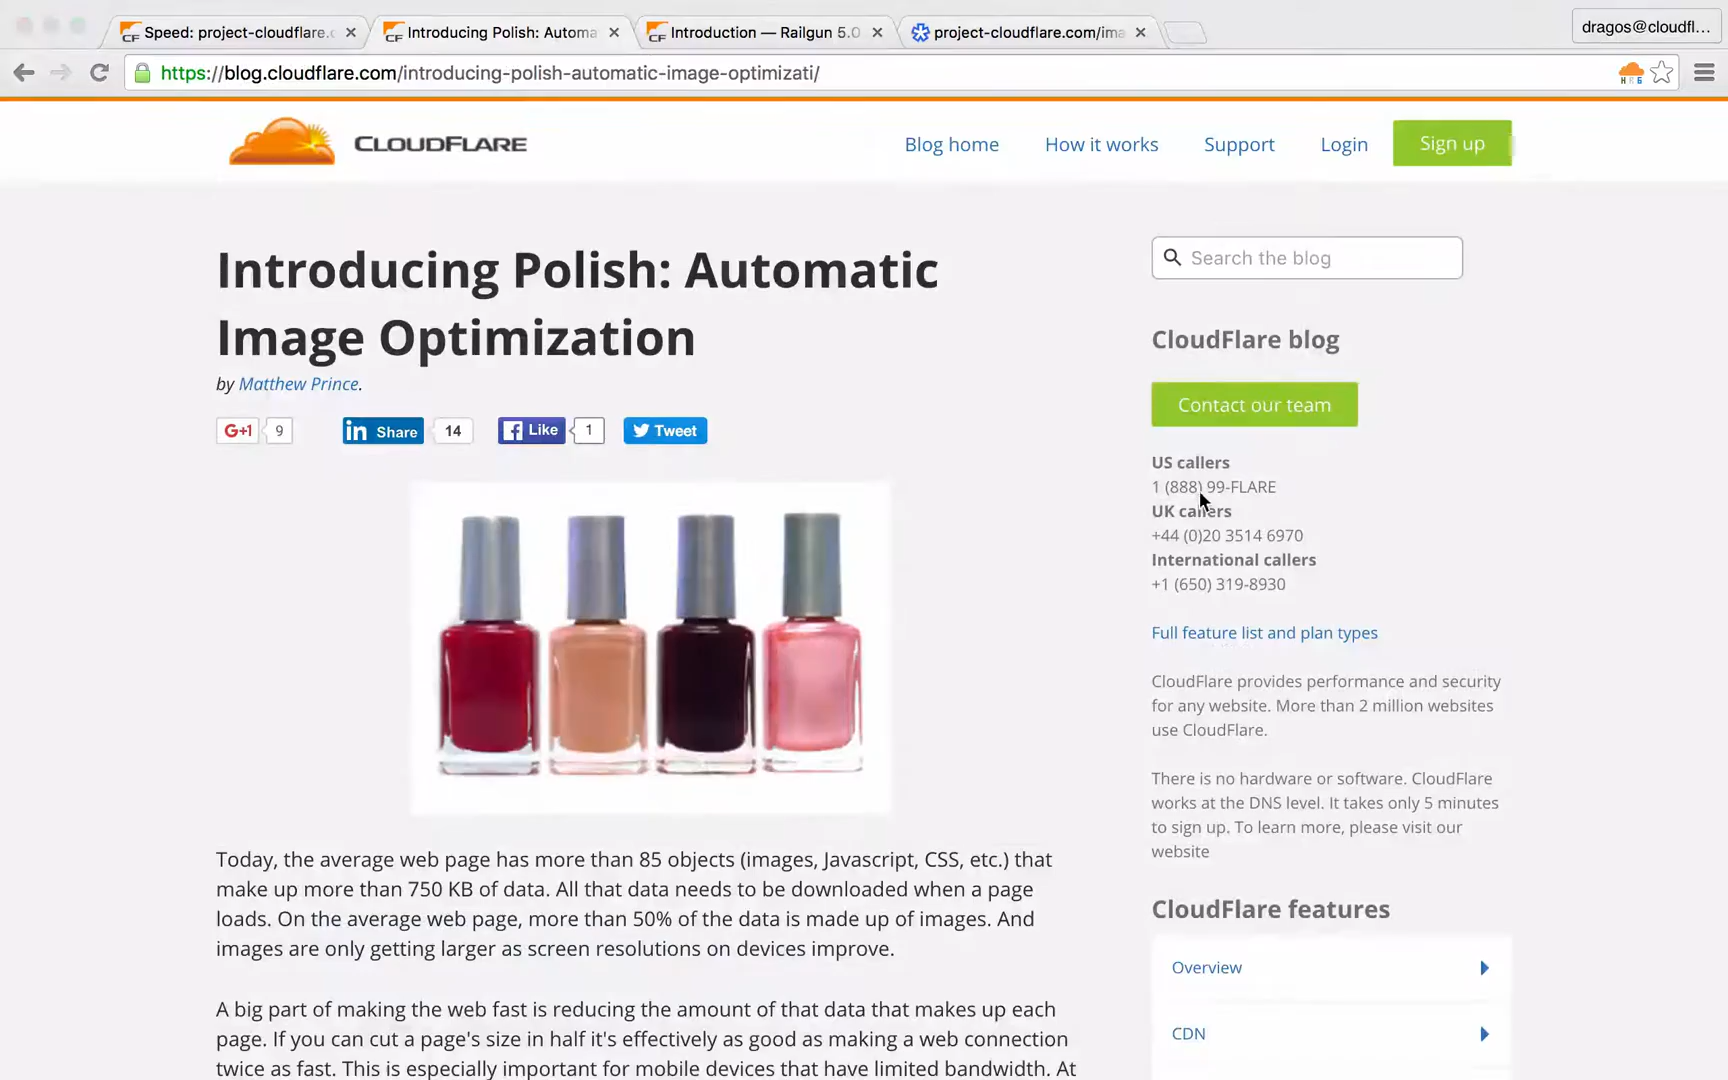 Speed: project-cloudflare.
Introducing Polish: Automa
Introduction — Railgun 5.0
project-cloudflare.com/ima
dragos@cloudfl...
https://blog.cloudflare.com/introducing-polish-automatic-image-optimizati/
CLOUDFLARE
Blog home
How it works
Support
Login
Sign up
Introducing Polish: Automatic
Image Optimization
by Matthew Prince.
G+1 9
in Share 14
Like 1
Tweet
Today, the average web page has more than 85 objects (images, Javascript, CSS, etc.) that
make up more than 750 KB of data. All that data needs to be downloaded when a page
loads. On the average web page, more than 50% of the data is made up of images. And
images are only getting larger as screen resolutions on devices improve.
A big part of making the web fast is reducing the amount of that data that makes up each
page. If you can cut a page's size in half it's effectively as good as making a web connection
twice as fast. This is especially important for mobile devices that have limited bandwidth. At
Search the blog
CloudFlare blog
Contact our team
US callers
1 (888) 99-FLARE
UK callers
+44 (0)20 3514 6970
International callers
+1 (650) 319-8930
Full feature list and plan types
CloudFlare provides performance and security
for any website. More than 2 million websites
use CloudFlare.
There is no hardware or software. CloudFlare
works at the DNS level. It takes only 5 minutes
to sign up. To learn more, please visit our
website
CloudFlare features
Overview
CDN